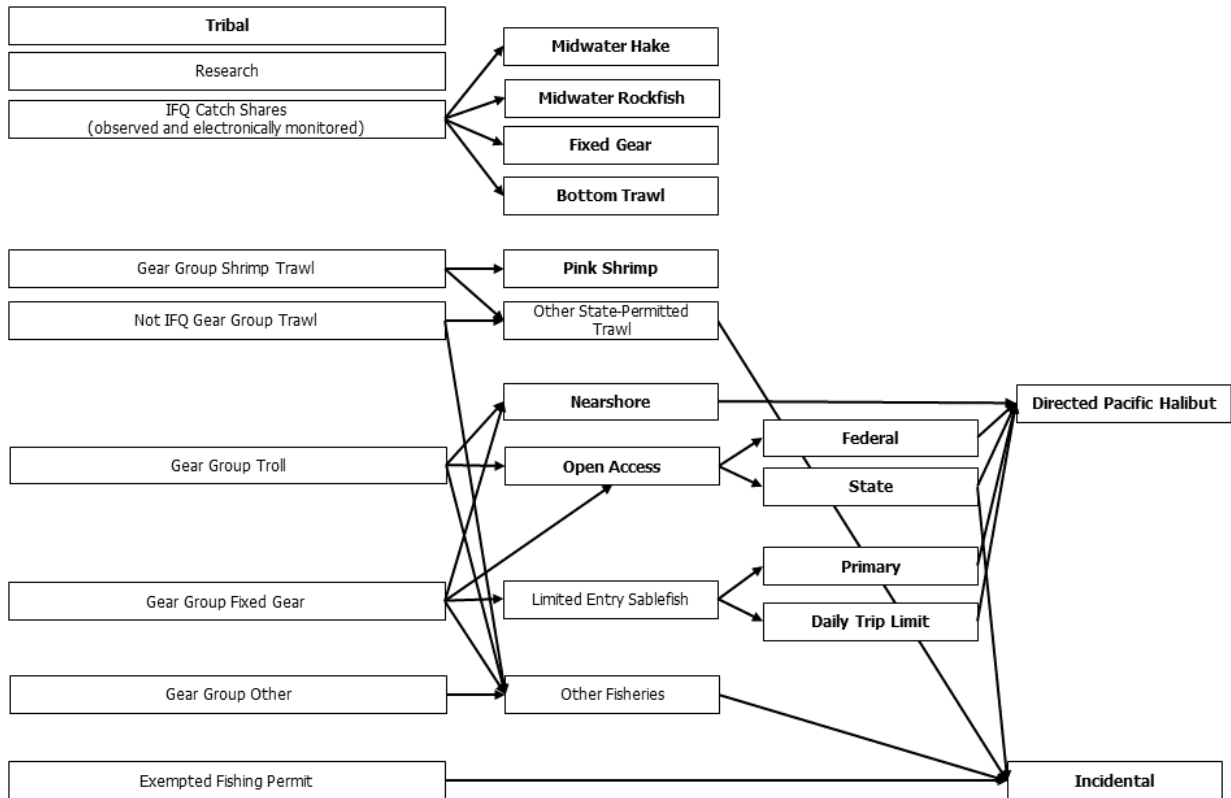 Tribal
Research
IFQ Catch Shares
(observed and electronically monitored)
Midwater Hake
Midwater Rockfish
Fixed Gear
Bottom Trawl
Gear Group Shrimp Trawl
Pink Shrimp
Not IFQ Gear Group Trawl
Other State-Permitted
Trawl
Nearshore
Directed Pacific Halibut
Gear Group Troll
Open Access
Federal
State
Gear Group Fixed Gear
Limited Entry Sablefish
Primary
Daily Trip Limit
Gear Group Other
Other Fisheries
Exempted Fishing Permit
Incidental